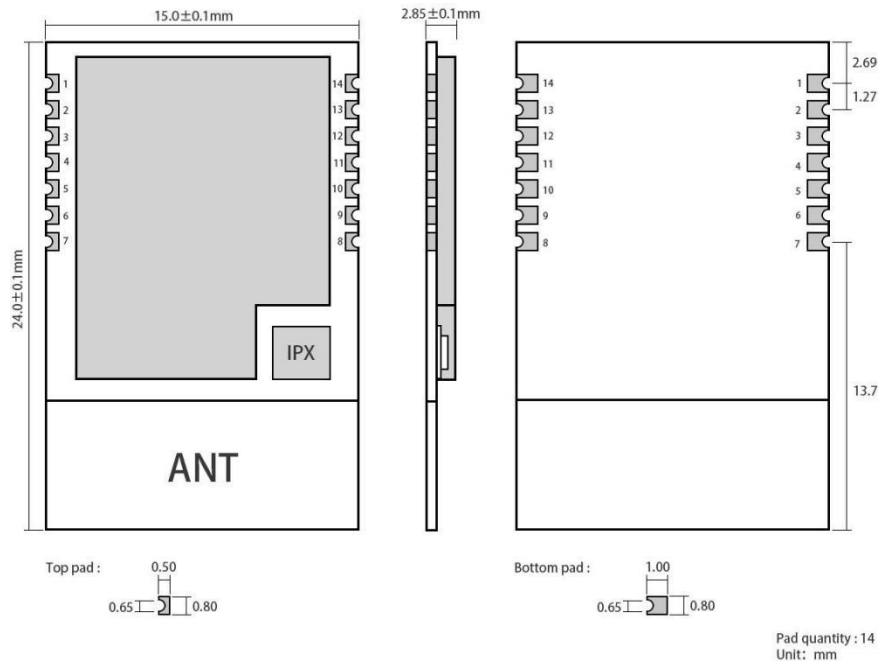 15.0±0.1mm
2.85±0.1mm
24.0±0.1mm
1 14
2 13
3 12
4 11
5 10
6 9
7 8
IPX
ANT
14 1
13 2
12 3
11 4
10 5
9 6
8 7
2.69
1.27
13.7
Top pad : 0.50
0.65 0.80
Bottom pad : 1.00
0.65 0.80
Pad quantity : 14
Unit: mm